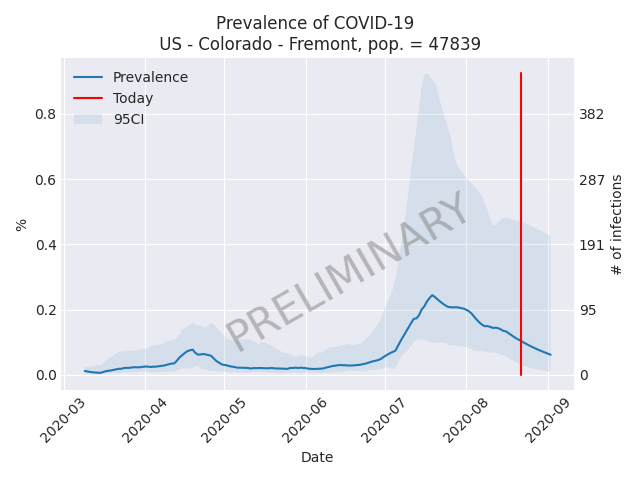 Prevalence of COVID-19
US - Colorado - Fremont, pop. = 47839
Prevalence
Today
95CI
0.8
0.6
0.4
0.2
0.0
%
382
287
191
95
0
# of infections
PRELIMINARY
2020-03
2020-04
2020-05
2020-06
2020-07
2020-08
2020-09
Date